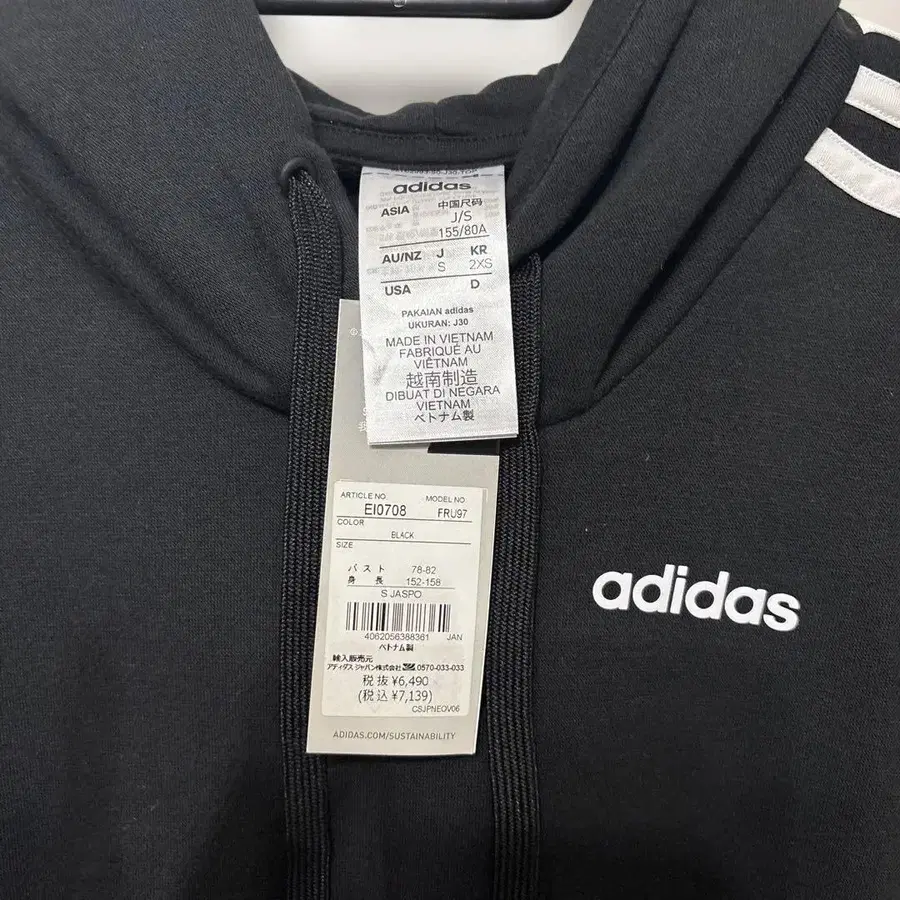 adidas
ASIA 中国尺码
J/S
155/80A
AU/NZ J KR
S 2XS
USA D
PAKAIAN adidas
UKURAN: J30
MADE IN VIETNAM
FABRIQUÉ AU
VIÊTNAM
越南制造
DIBUAT DI NEGARA
VIETNAM
ベトナム製
ARTICLE NO. MODEL NO
EI0708 FRU97
COLOR
BLACK
SIZE
バスト 78-82
身長 152-158
S JASPO
4062056388361 JAN
ベトナム製
輸入販売元
アディダス ジャパン株式会社 0570-033-033
税抜 ¥6,490
(税込 ¥7,139)
CSJPNEOV06
ADIDAS.COM/SUSTAINABILITY
adidas